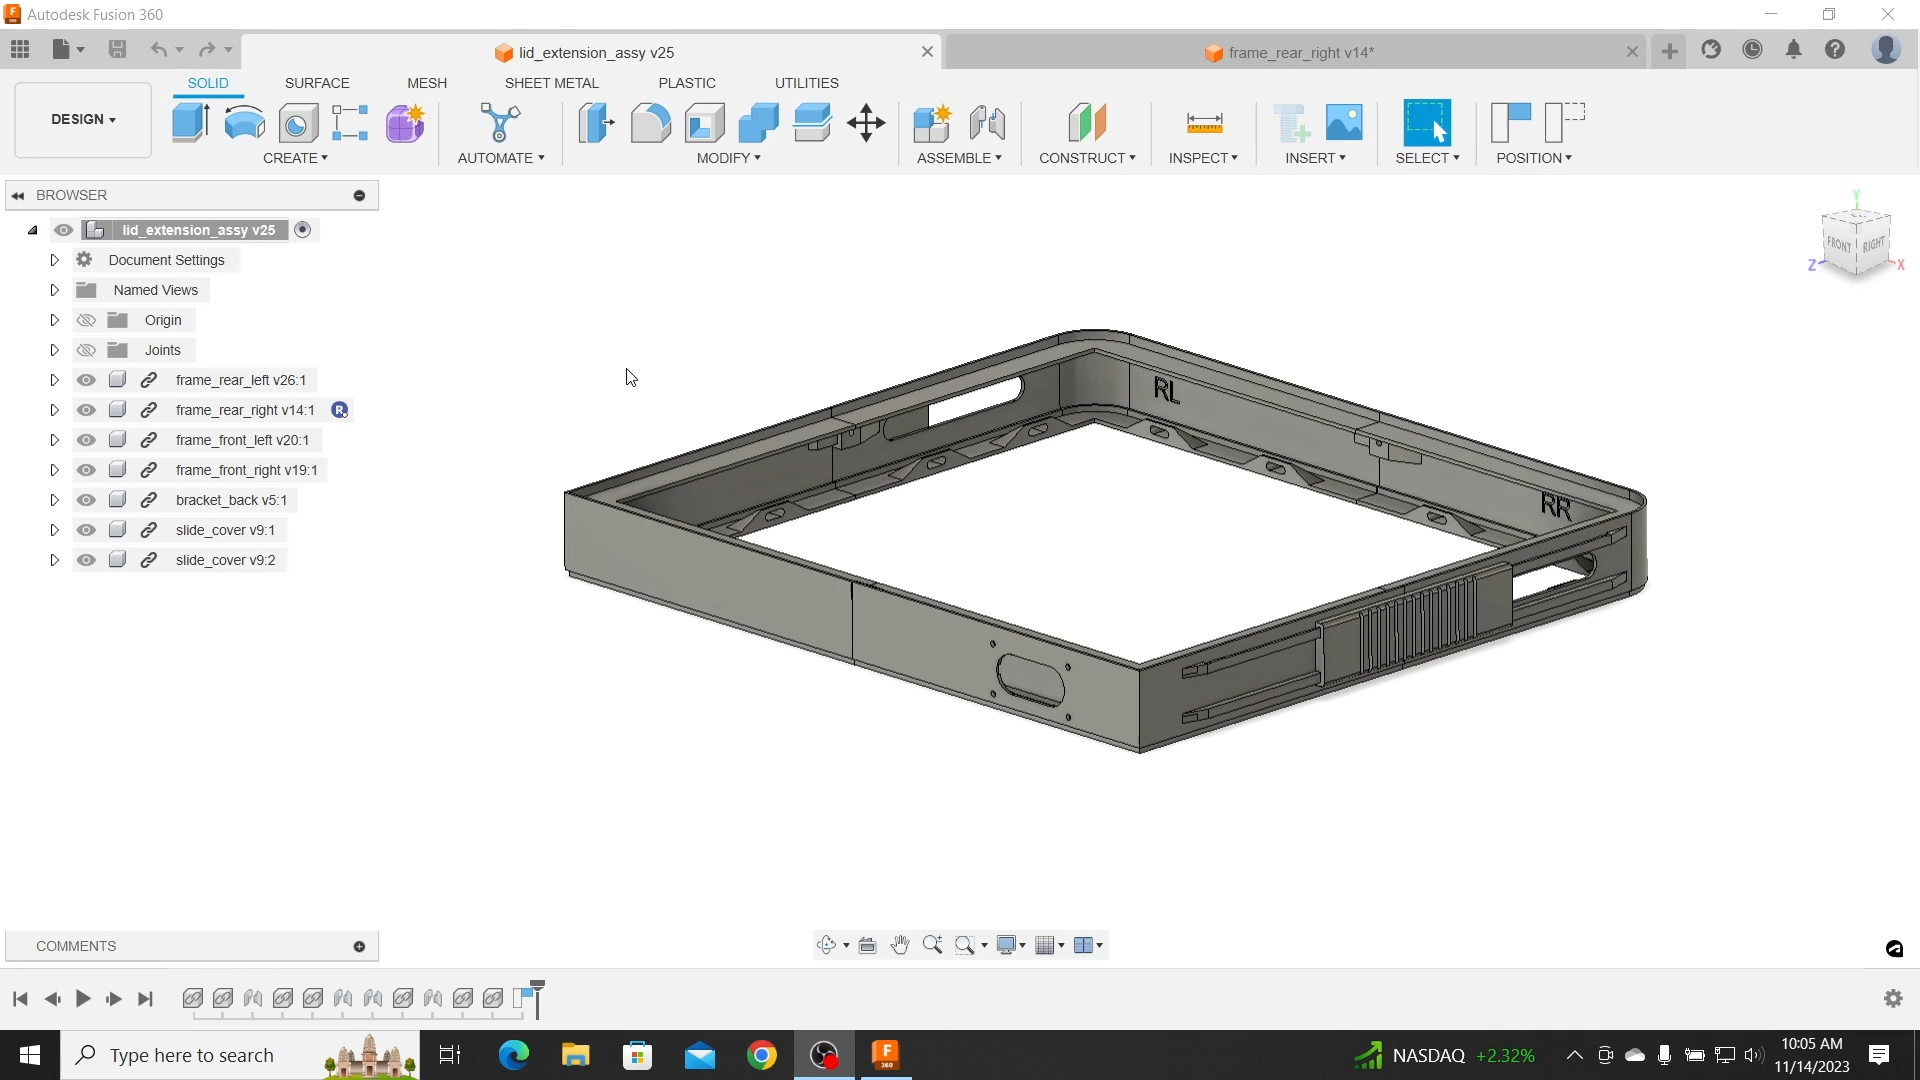 Autodesk Fusion 360
lid_extension_assy v25
frame_rear_right v14*
SOLID
SURFACE
MESH
SHEET METAL
PLASTIC
UTILITIES
DESIGN
CREATE
AUTOMATE
MODIFY
ASSEMBLE
CONSTRUCT
INSPECT
INSERT
SELECT
POSITION
BROWSER
lid_extension_assy v25
Document Settings
Named Views
Origin
Joints
frame_rear_left v26:1
frame_rear_right v14:1
frame_front_left v20:1
frame_front_right v19:1
bracket_back v5:1
slide_cover v9:1
slide_cover v9:2
RL
RR
Y
FRONT
RIGHT
Z
X
COMMENTS
Type here to search
NASDAQ +2.32%
10:05 AM
11/14/2023